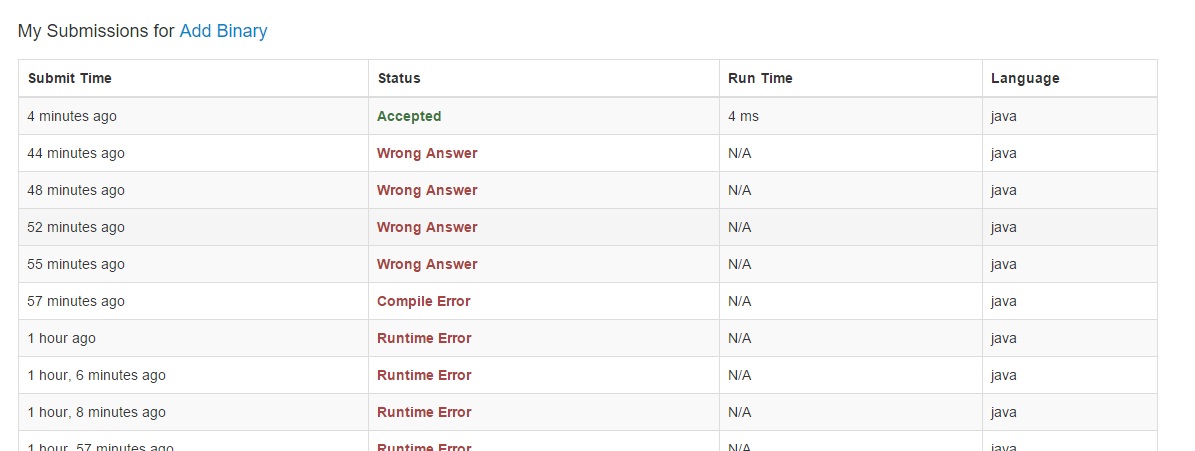 My Submissions for Add Binary
Submit Time Status Run Time Language
4 minutes ago Accepted 4 ms java
44 minutes ago Wrong Answer N/A java
48 minutes ago Wrong Answer N/A java
52 minutes ago Wrong Answer N/A java
55 minutes ago Wrong Answer N/A java
57 minutes ago Compile Error N/A java
1 hour ago Runtime Error N/A java
1 hour, 6 minutes ago Runtime Error N/A java
1 hour, 8 minutes ago Runtime Error N/A java
1 hour, 57 minutes ago Runtime Error N/A java